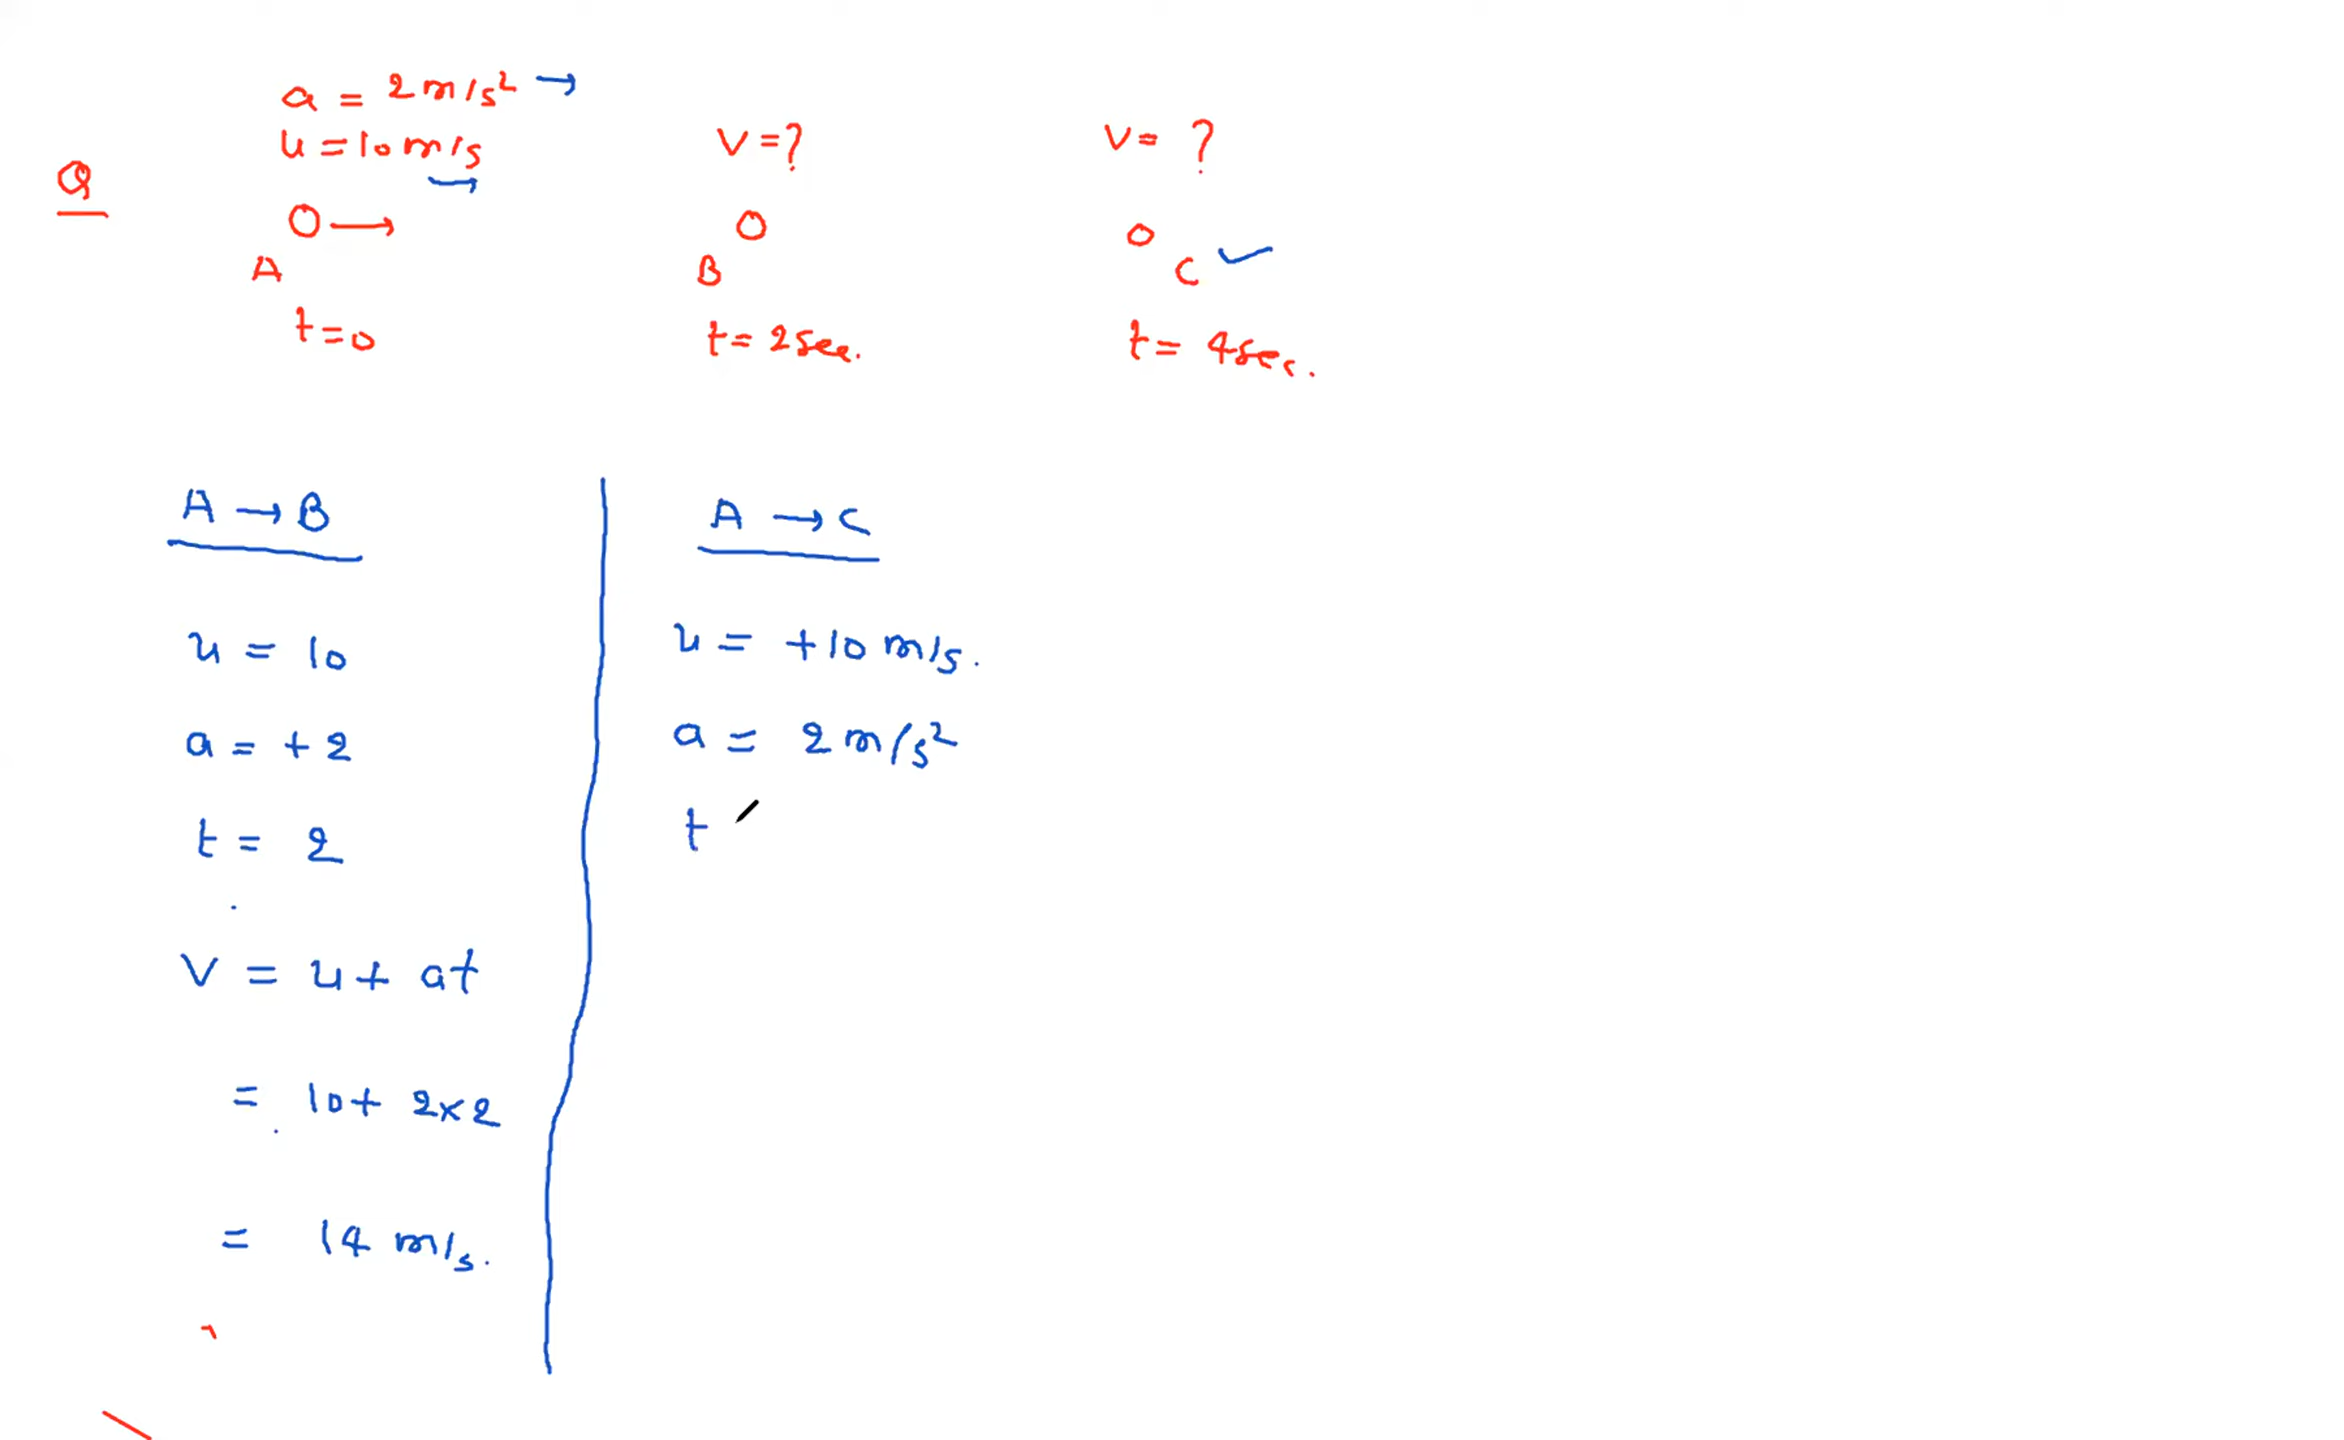 a = 2 m/s² →
u = 10 m/s
→
Q
V = ?
V = ?
O →
O
O
A
B
C ✓
t = 0
t = 2 sec.
t = 4 sec.
A → B
u = 10
a = + 2
t = 2
V = u + at
= 10 + 2 x 2
= 14 m/s.
A → C
u = +10 m/s.
a = 2 m/s²
t